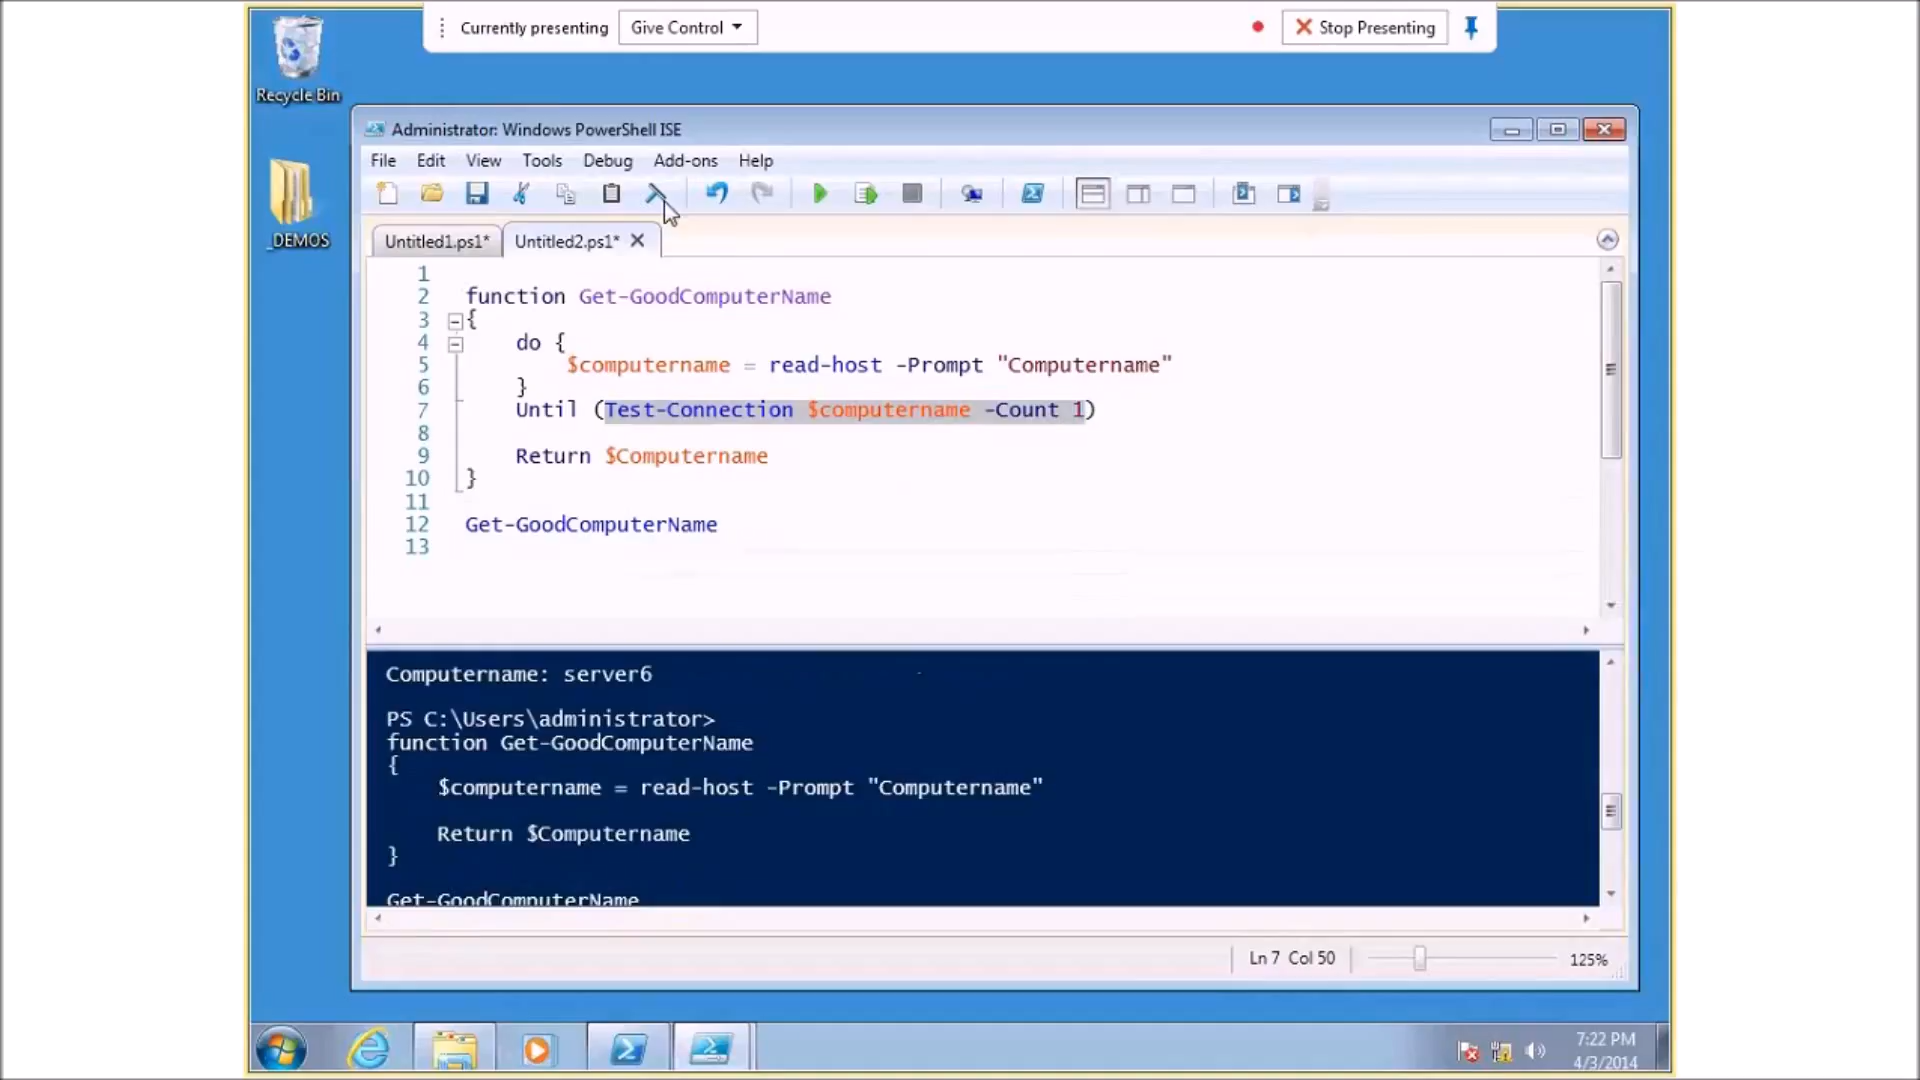 Currently presenting
Give Control
Stop Presenting
Recycle Bin
_DEMOS
Administrator: Windows PowerShell ISE
File Edit View Tools Debug Add-ons Help
Untitled1.ps1* Untitled2.ps1*
1
2 function Get-GoodComputerName
3 {
4 do {
5 $computername = read-host -Prompt "Computername"
6 }
7 Until (Test-Connection $computername -Count 1)
8
9 Return $Computername
10 }
11
12 Get-GoodComputerName
13
Computername: server6
PS C:\Users\administrator>
function Get-GoodComputerName
{
$computername = read-host -Prompt "Computername"
Return $Computername
}
Get-GoodComputerName
Ln 7 Col 50
125%
7:22 PM
4/3/2014